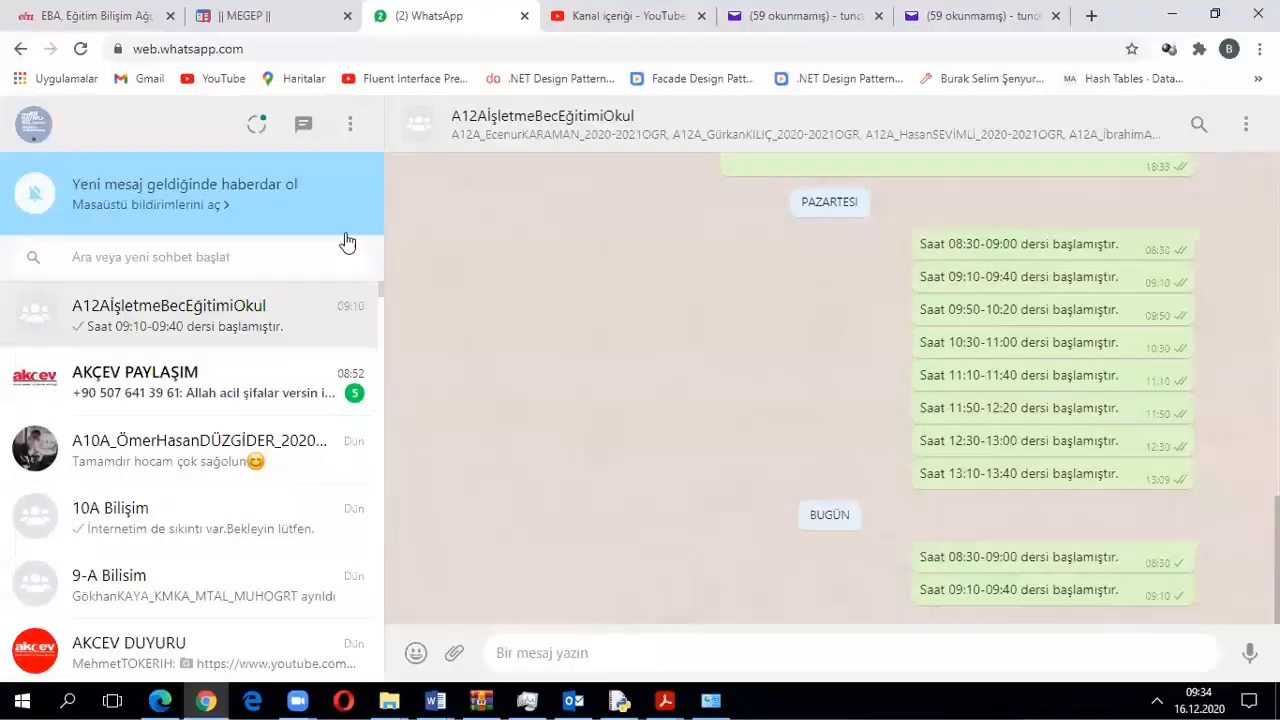 EBA, Eğitim Bilişim Ağı
|| MEGEP ||
(2) WhatsApp
Kanal içeriği - YouTube
(59 okunmamış) - tunc
(59 okunmamış) - tunc
web.whatsapp.com
B
Uygulamalar
Gmail
YouTube
Haritalar
Fluent Interface Pre...
.NET Design Pattern...
Facade Design Patt...
.NET Design Pattern...
Burak Selim Şenyur...
MA Hash Tables - Data...
»
A12AİşletmeBecEğitimiOkul
A12A_EcenurKARAMAN_2020-2021OGR, A12A_GürkanKILIÇ_2020-2021OGR, A12A_HasanSEVİMLİ_2020-2021OGR, A12A_İbrahimA...
Yeni mesaj geldiğinde haberdar ol
Masaüstü bildirimlerini aç >
Ara veya yeni sohbet başlat
A12AİşletmeBecEğitimiOkul 09:10
Saat 09:10-09:40 dersi başlamıştır.
akçev
AKÇEV PAYLAŞIM 08:52
+90 507 641 39 61: Allah acil şifalar versin i... 5
A10A_ÖmerHasanDÜZGİDER_2020... Dün
Tamamdır hocam çok sağolun😊
10A Bilişim Dün
İnternetim de sıkıntı var.Bekleyin lütfen.
9-A Bilisim Dün
GökhanKAYA_KMKA_MTAL_MUHOGRT ayrıldı
akçev
AKCEV DUYURU Dün
MehmetTOKERIH: https://www.youtube.com...
18:33
PAZARTESI
Saat 08:30-09:00 dersi başlamıştır. 08:30
Saat 09:10-09:40 dersi başlamıştır. 09:10
Saat 09:50-10:20 dersi başlamıştır. 09:50
Saat 10:30-11:00 dersi başlamıştır. 10:30
Saat 11:10-11:40 dersi başlamıştır. 11:10
Saat 11:50-12:20 dersi başlamıştır. 11:50
Saat 12:30-13:00 dersi başlamıştır. 12:30
Saat 13:10-13:40 dersi başlamıştır. 13:09
BUGÜN
Saat 08:30-09:00 dersi başlamıştır. 08:30
Saat 09:10-09:40 dersi başlamıştır. 09:10
Bir mesaj yazın
09:34
16.12.2020